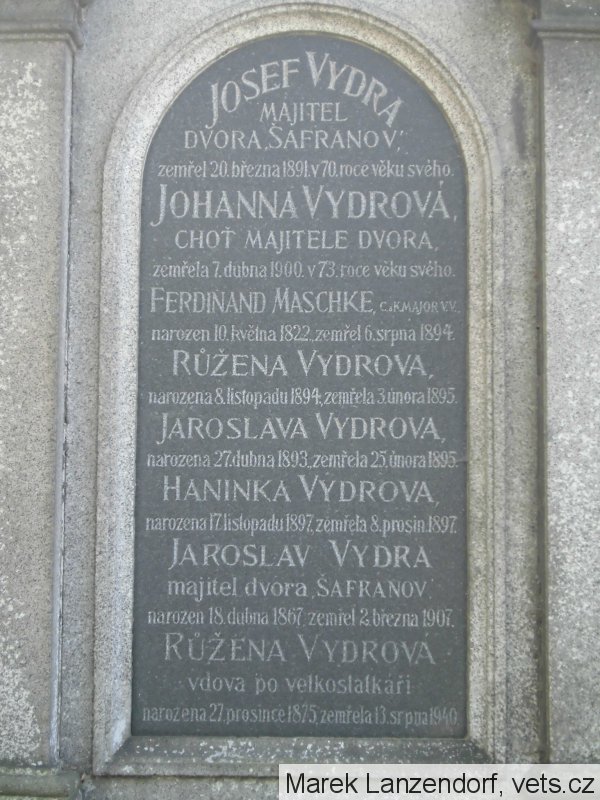 JOSEF VYDRA
MAJITEL
DVORA „ŠAFRANOV‟,
zemřel 20. března 1891. v 70. roce věku svého.
JOHANNA VYDROVÁ,
CHOŤ MAJITELE DVORA,
zemřela 7. dubna 1900. v 73. roce věku svého.
FERDINAND MASCHKE, C. a K. MAJOR V.V.,
narozen 10. května 1822, zemřel 6. srpna 1894.
RŮŽENA VYDROVA,
narozena 8. listopadu 1894, zemřela 3. února 1895.
JAROSLAVA VYDROVA,
narozena 27. dubna 1893, zemřela 25. února 1895.
HANINKA VYDROVA,
narozena 17. listopadu 1897, zemřela 8. prosin. 1897.
JAROSLAV VYDRA
majitel dvora „ŠAFRANOV‟
narozen 18. dubna 1867, zemřel 2. března 1907.
RŮŽENA VYDROVÁ
vdova po velkostatkáři
narozena 27. prosince 1875, zemřela 13. srpna 1940.
Marek Lanzendorf, vets.cz